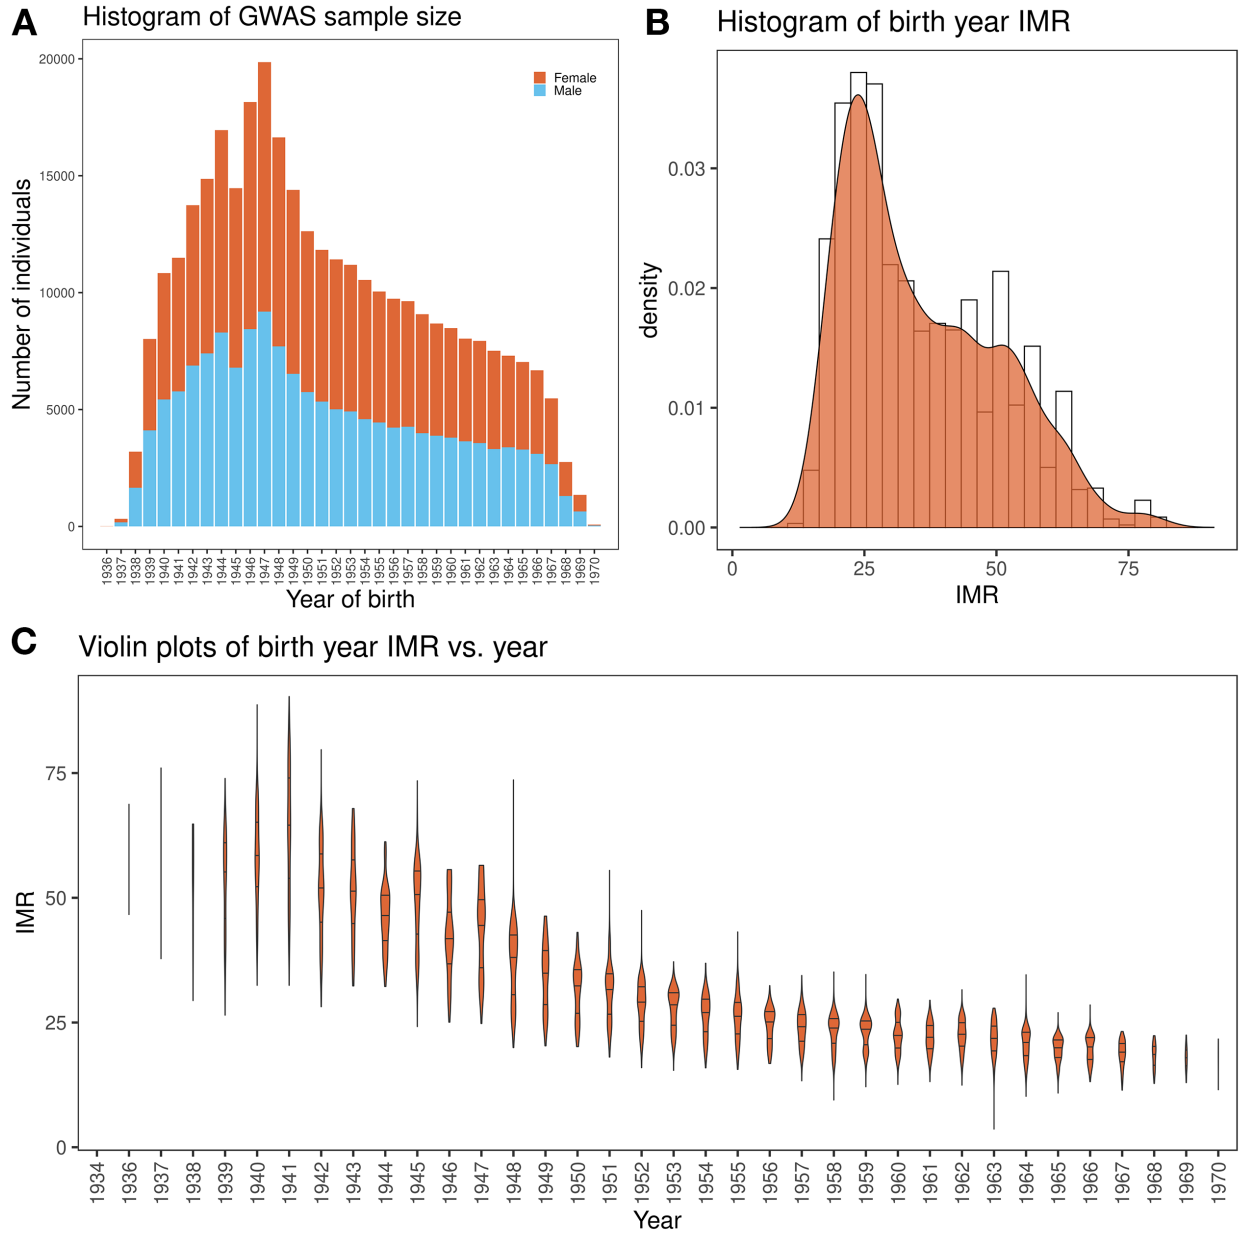 A
Histogram of GWAS sample size
Number of individuals
20000
15000
10000
5000
0
Female
Male
1936 1937 1938 1939 1940 1941 1942 1943 1944 1945 1946 1947 1948 1949 1950 1951 1952 1953 1954 1955 1956 1957 1958 1959 1960 1961 1962 1963 1964 1965 1966 1967 1968 1969 1970
Year of birth
B
Histogram of birth year IMR
density
0.03
0.02
0.01
0.00
0 25 50 75
IMR
C
Violin plots of birth year IMR vs. year
IMR
75
50
25
0
1934 1936 1937 1938 1939 1940 1941 1942 1943 1944 1945 1946 1947 1948 1949 1950 1951 1952 1953 1954 1955 1956 1957 1958 1959 1960 1961 1962 1963 1964 1965 1966 1967 1968 1969 1970
Year